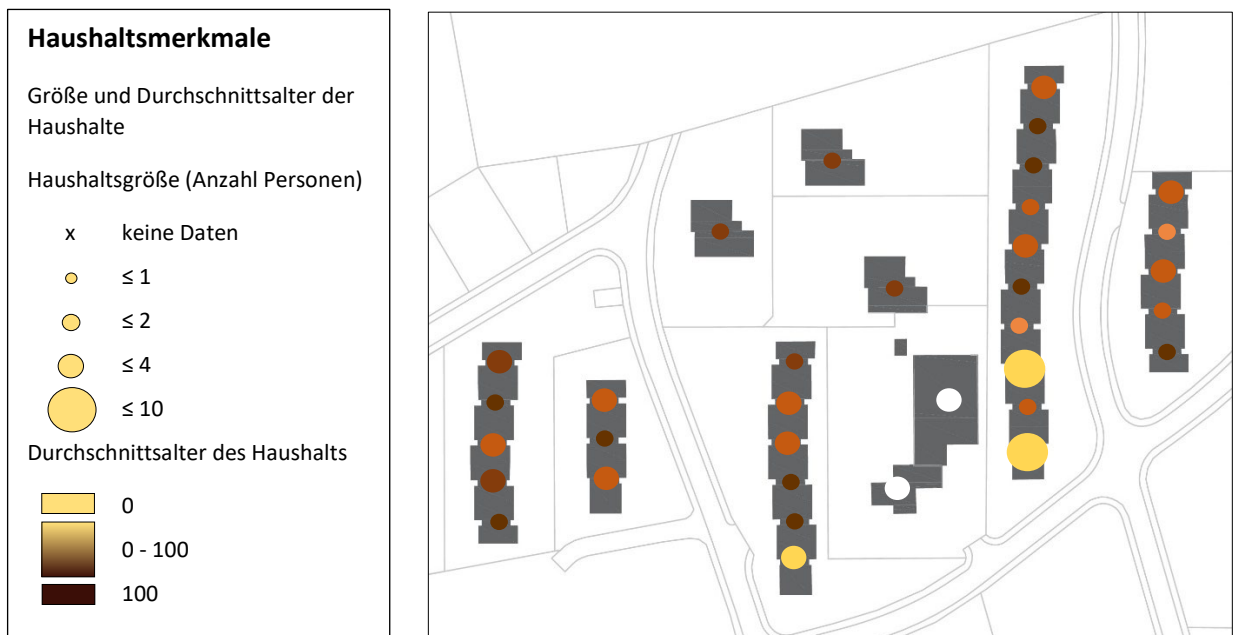 Haushaltsmerkmale
Größe und Durchschnittsalter der
Haushalte
Haushaltsgröße (Anzahl Personen)
x keine Daten
≤ 1
≤ 2
≤ 4
≤ 10
Durchschnittsalter des Haushalts
0
0 - 100
100